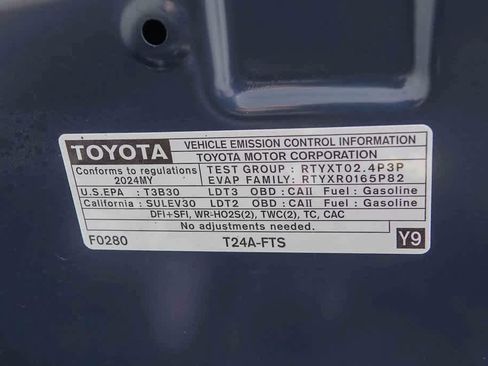 TOYOTA VEHICLE EMISSION CONTROL INFORMATION
TOYOTA MOTOR CORPORATION
Conforms to regulations
2024MY
TEST GROUP : RTYXT02.4P3P
EVAP FAMILY: RTYXR0165P82
U.S.EPA : T3B30 LDT3 OBD : CAII Fuel : Gasoline
California : SULEV30 LDT2 OBD : CAII Fuel : Gasoline
DFI+SFI, WR-HO2S(2), TWC(2), TC, CAC
No adjustments needed.
F0280 T24A-FTS Y9